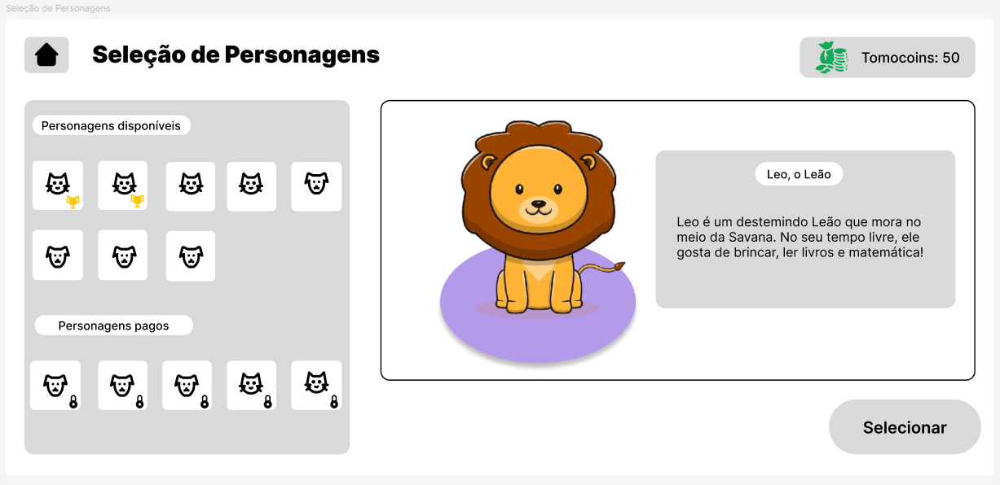 Seleção de Personagens
Seleção de Personagens
Tomocoins: 50
Personagens disponíveis
Personagens pagos
Leo, o Leão
Leo é um destemindo Leão que mora no
meio da Savana. No seu tempo livre, ele
gosta de brincar, ler livros e matemática!
Selecionar